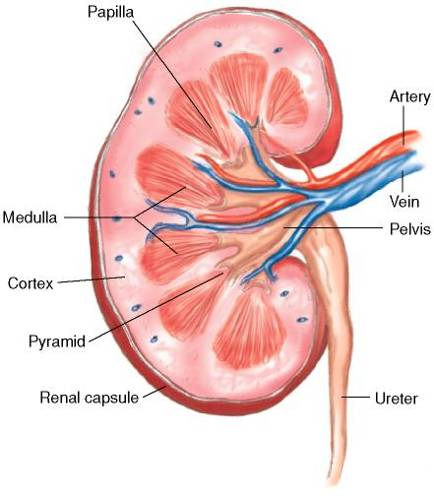 Papilla
Artery
Vein
Medulla
Pelvis
Cortex
Pyramid
Renal capsule
Ureter